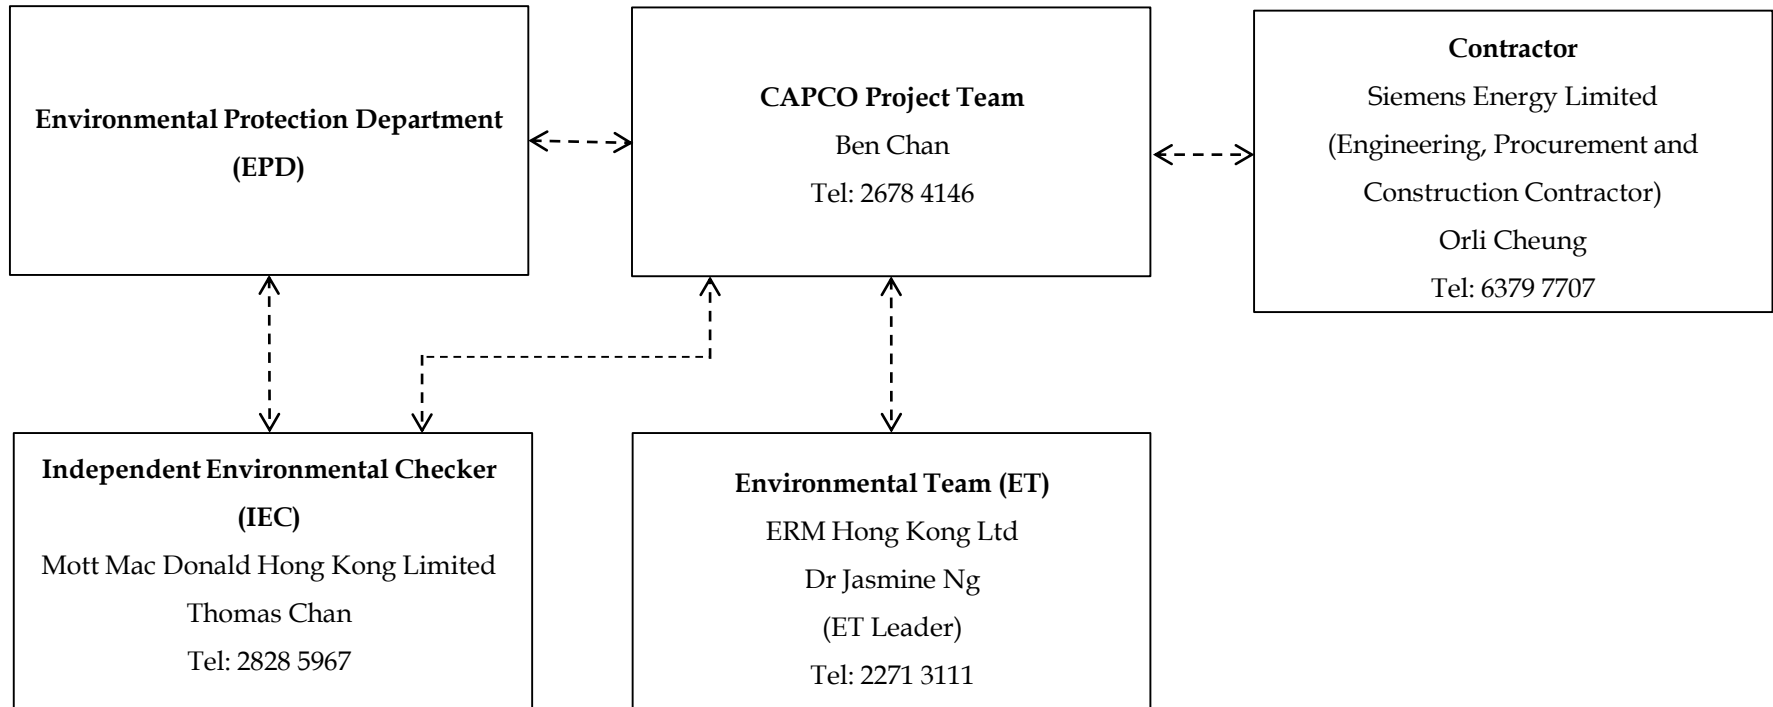 Environmental Protection Department
(EPD)
CAPCO Project Team
Ben Chan
Tel: 2678 4146
Contractor
Siemens Energy Limited
(Engineering, Procurement and
Construction Contractor)
Orli Cheung
Tel: 6379 7707
Independent Environmental Checker
(IEC)
Mott Mac Donald Hong Kong Limited
Thomas Chan
Tel: 2828 5967
Environmental Team (ET)
ERM Hong Kong Ltd
Dr Jasmine Ng
(ET Leader)
Tel: 2271 3111